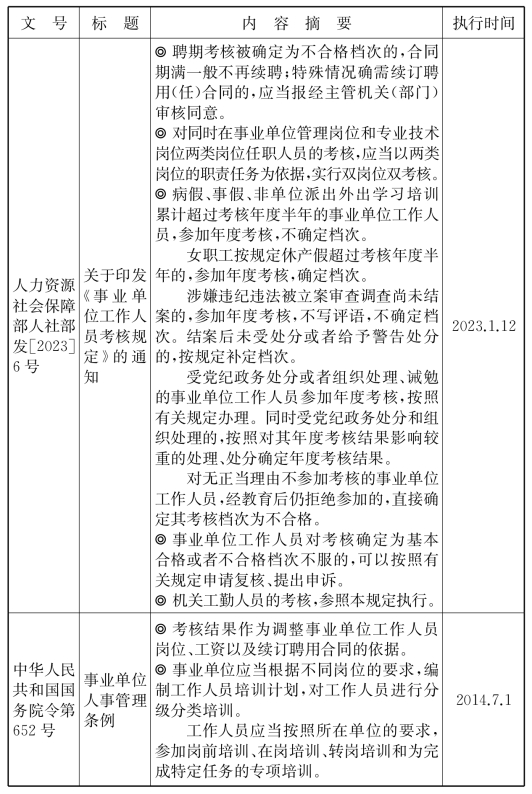 文　号　标　题　内　容　摘　要　执行时间
人力资源
社会保障
部人社部
发[2023]
6号
关于印发
《事业单
位工作人
员考核规
定》的通
知
◎ 聘期考核被确定为不合格档次的,合同
期满一般不再续聘;特殊情况确需续订聘
用(任)合同的,应当报经主管机关(部门)
审核同意。
◎ 对同时在事业单位管理岗位和专业技术
岗位两类岗位任职人员的考核,应当以两类
岗位的职责任务为依据,实行双岗位双考核。
◎ 病假、事假、非单位派出外出学习培训
累计超过考核年度半年的事业单位工作人
员,参加年度考核,不确定档次。
女职工按规定休产假超过考核年度半
年的,参加年度考核,确定档次。
涉嫌违纪违法被立案审查调查尚未结
案的,参加年度考核,不写评语,不确定档
次。结案后未受处分或者给予警告处分
的,按规定补定档次。
受党纪政务处分或者组织处理、诫勉
的事业单位工作人员参加年度考核,按照
有关规定办理。同时受党纪政务处分和组
织处理的,按照对其年度考核结果影响较
重的处理、处分确定年度考核结果。
对无正当理由不参加考核的事业单位
工作人员,经教育后仍拒绝参加的,直接确
定其考核档次为不合格。
◎ 事业单位工作人员对考核确定为基本
合格或者不合格档次不服的,可以按照有
关规定申请复核、提出申诉。
◎ 机关工勤人员的考核,参照本规定执行。
2023.1.12
中华人民
共和国国
务院令第
652号
事业单位
人事管理
条例
◎ 考核结果作为调整事业单位工作人员
岗位、工资以及续订聘用合同的依据。
◎ 事业单位应当根据不同岗位的要求,编
制工作人员培训计划,对工作人员进行分
级分类培训。
工作人员应当按照所在单位的要求,
参加岗前培训、在岗培训、转岗培训和为完
成特定任务的专项培训。
2014.7.1